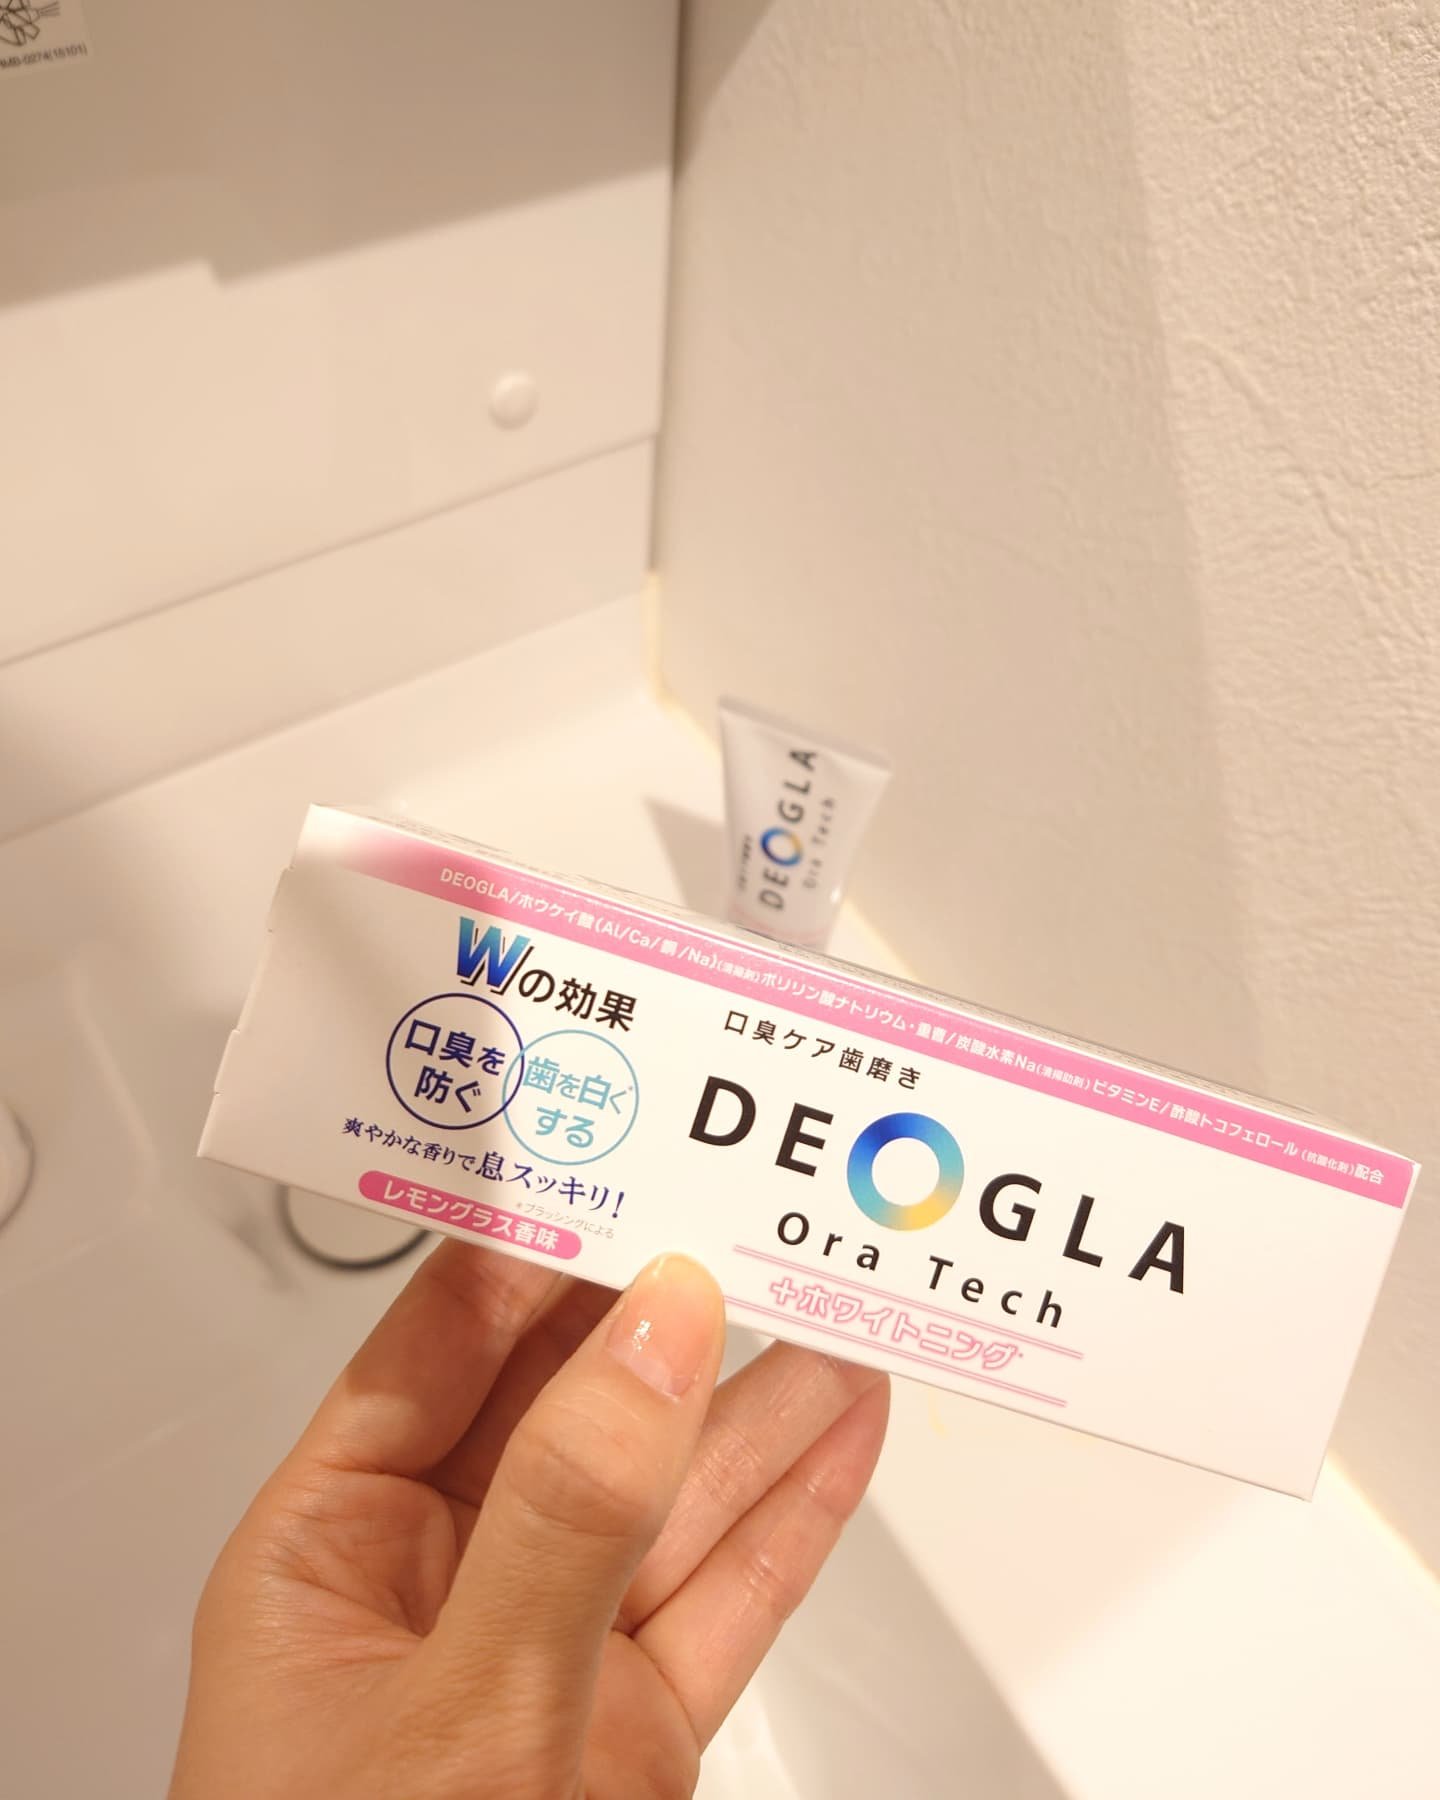 DEOGLA/ホウケイ酸(Al/Ca/銅/Na)(清掃剤)ポリリン酸ナトリウム・重曹/炭酸水素Na(清掃助剤)ビタミンE/酢酸トコフェロール(抗酸化剤)配合
Wの効果
口臭を
防ぐ
歯を白く*
する
爽やかな香りで息スッキリ!
*ブラッシングによる
レモングラス香味
口臭ケア歯磨き
DEOGLA
Ora Tech
+ホワイトニング*
DEOGLA
Ora Tech